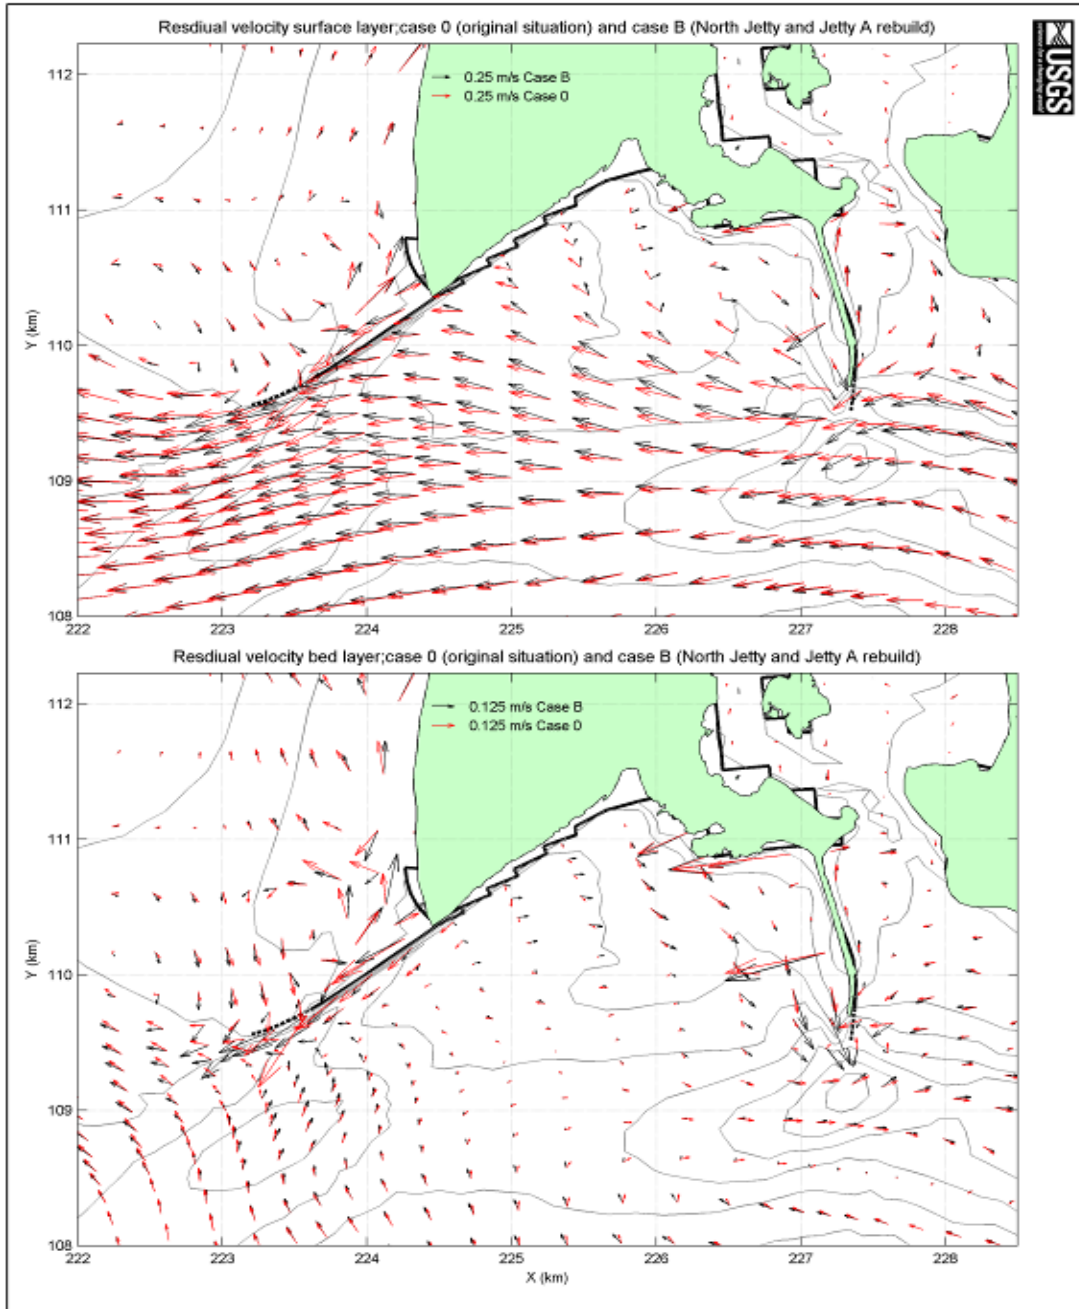 Resdiual velocity surface layer;case 0 (original situation) and case B (North Jetty and Jetty A rebuild)
USGS
112
0.25 m/s Case B
0.25 m/s Case 0
111
110
109
108
Y (km)
222 223 224 225 226 227 228
Resdiual velocity bed layer;case 0 (original situation) and case B (North Jetty and Jetty A rebuild)
112
0.125 m/s Case B
0.125 m/s Case 0
111
110
109
108
Y (km)
222 223 224 225 226 227 228
X (km)